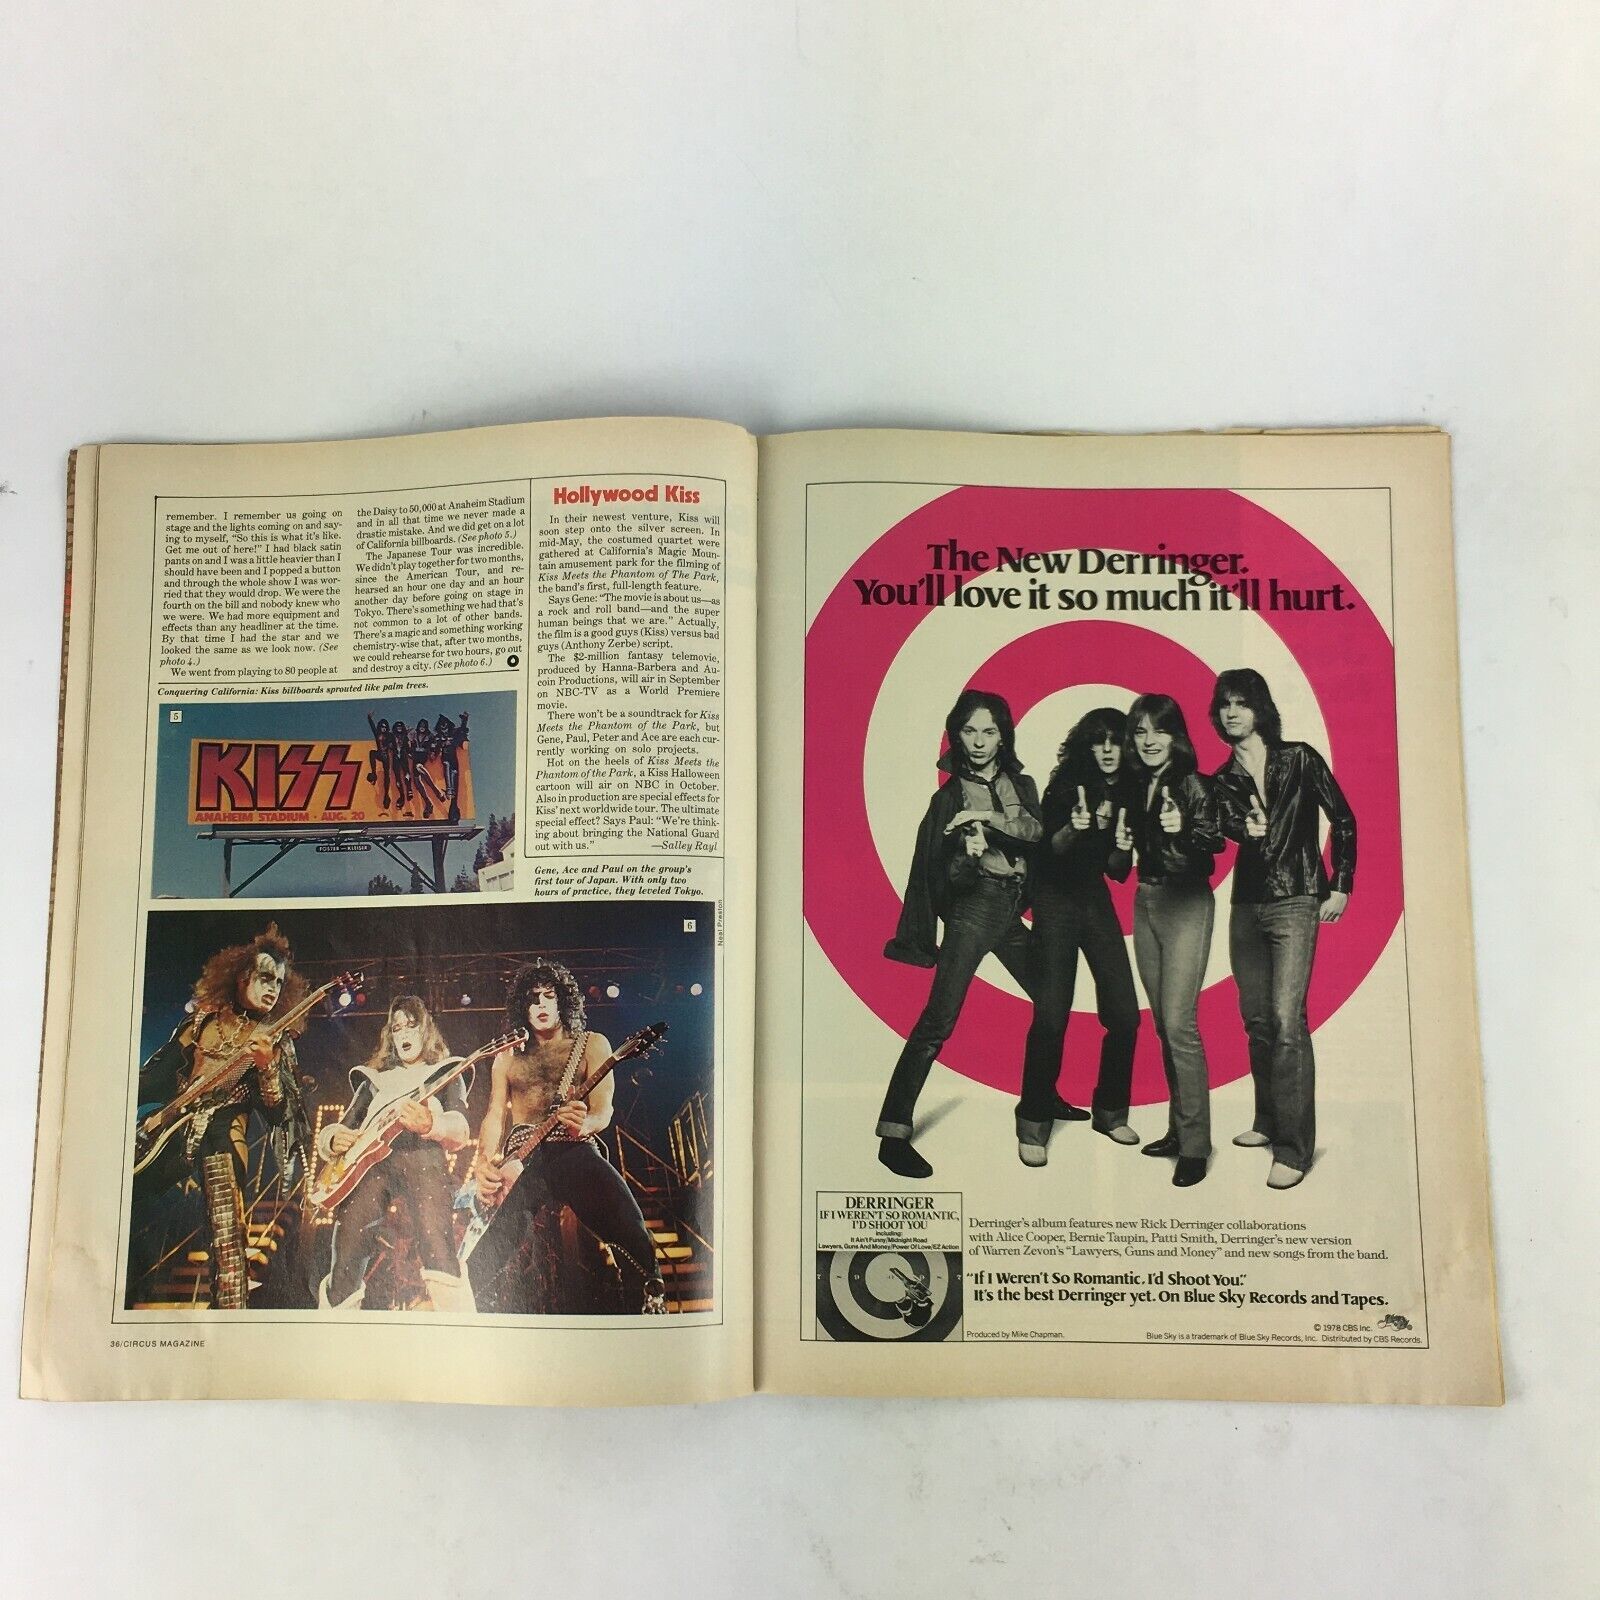 remember. I remember us going on
stage and the lights coming on and say-
ing to myself, "So this is what it's like.
Get me out of here!" I had black satin
pants on and I was a little heavier than I
should have been and I popped a button
and through the whole show I was wor-
ried that they would drop. We were the
fourth on the bill and nobody knew who
we were. We had more equipment and
effects than any headliner at the time.
By that time I had the star and we
looked the same as we look now. (See
photo 4.)
We went from playing to 80 people at
the Daisy to 50,000 at Anaheim Stadium
and in all that time we never made a
drastic mistake. And we did get on a lot
of California billboards. (See photo 5.)
The Japanese Tour was incredible.
We didn't play together for two months,
since the American Tour, and re-
hearsed an hour one day and an hour
another day before going on stage in
Tokyo. There's something we had that's
not common to a lot of other bands.
There's a magic and something working
chemistry-wise that, after two months,
we could rehearse for two hours, go out
and destroy a city. (See photo 6.)
Conquering California: Kiss billboards sprouted like palm trees.
5
KISS
ANAHEIM STADIUM · AUG. 20
FOSTER — KLEISER
Hollywood Kiss
In their newest venture, Kiss will
soon step onto the silver screen. In
mid-May, the costumed quartet were
gathered at California's Magic Moun-
tain amusement park for the filming of
Kiss Meets the Phantom of The Park,
the band's first, full-length feature.
Says Gene: "The movie is about us—as
a rock and roll band—and the super
human beings that we are." Actually,
the film is a good guys (Kiss) versus bad
guys (Anthony Zerbe) script.
The $2-million fantasy telemovie,
produced by Hanna-Barbera and Au-
coin Productions, will air in September
on NBC-TV as a World Premiere
movie.
There won't be a soundtrack for Kiss
Meets the Phantom of the Park, but
Gene, Paul, Peter and Ace are each cur-
rently working on solo projects.
Hot on the heels of Kiss Meets the
Phantom of the Park, a Kiss Halloween
cartoon will air on NBC in October.
Also in production are special effects for
Kiss' next worldwide tour. The ultimate
special effect? Says Paul: "We're think-
ing about bringing the National Guard
out with us." —Salley Rayl
Gene, Ace and Paul on the group's
first tour of Japan. With only two
hours of practice, they leveled Tokyo.
Neal Preston
6
36/CIRCUS MAGAZINE
The New Derringer.
You'll love it so much it'll hurt.
DERRINGER
IF I WEREN'T SO ROMANTIC,
I'D SHOOT YOU
including:
It Ain't Funny/Midnight Road
Lawyers, Guns And Money/Power Of Love/EZ Action
Derringer's album features new Rick Derringer collaborations
with Alice Cooper, Bernie Taupin, Patti Smith, Derringer's new version
of Warren Zevon's "Lawyers, Guns and Money" and new songs from the band.
"If I Weren't So Romantic, I'd Shoot You."
It's the best Derringer yet. On Blue Sky Records and Tapes.
Produced by Mike Chapman.
© 1978 CBS Inc.
Blue Sky is a trademark of Blue Sky Records, Inc. Distributed by CBS Records.